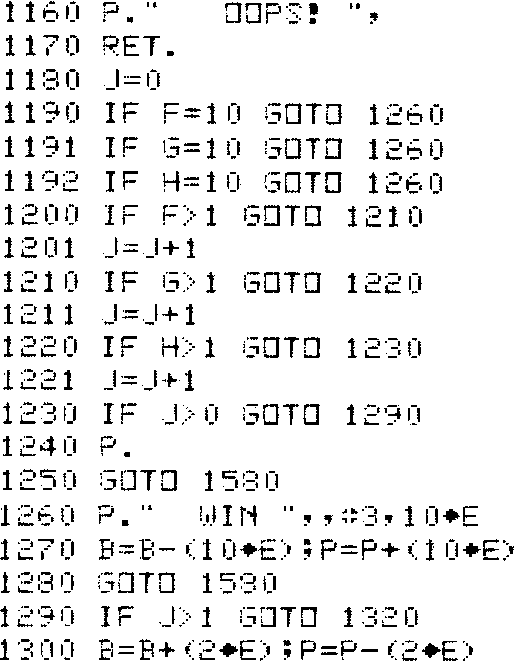 1160 P."   OOPS! ",
1170 RET.
1180 J=0
1190 IF F=10 GOTO 1260
1191 IF G=10 GOTO 1260
1192 IF H=10 GOTO 1260
1200 IF F>1 GOTO 1210
1201 J=J+1
1210 IF G>1 GOTO 1220
1211 J=J+1
1220 IF H>1 GOTO 1230
1221 J=J+1
1230 IF J>0 GOTO 1290
1240 P.
1250 GOTO 1580
1260 P."  WIN ",,#3,10*E
1270 B=B-(10*E);P=P+(10*E)
1280 GOTO 1580
1290 IF J>1 GOTO 1320
1300 B=B+(2*E);P=P-(2*E)